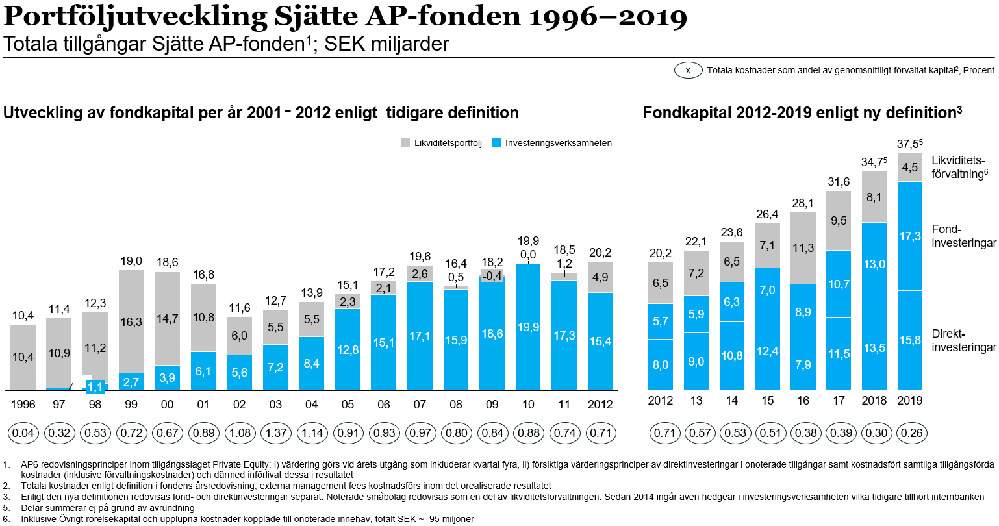 Portföljutveckling Sjätte AP-fonden 1996–2019
Totala tillgångar Sjätte AP-fonden¹; SEK miljarder
x Totala kostnader som andel av genomsnittligt förvaltat kapital², Procent
Utveckling av fondkapital per år 2001 – 2012 enligt tidigare definition
Likviditetsportfölj Investeringsverksamheten
10,4 11,4 12,3 19,0 18,6 16,8 11,6 12,7 13,9 15,1 17,2 19,6 16,4 18,2 19,9 18,5 20,2
10,4 10,9 11,2 16,3 14,7 10,8 6,0 5,5 5,5 2,3 2,1 2,6 0,5 -0,4 0,0 1,2 4,9
1,1 2,7 3,9 6,1 5,6 7,2 8,4 12,8 15,1 17,1 15,9 18,6 19,9 17,3 15,4
1996 97 98 99 00 01 02 03 04 05 06 07 08 09 10 11 2012
0.04 0.32 0.53 0.72 0.67 0.89 1.08 1.37 1.14 0.91 0.93 0.97 0.80 0.84 0.88 0.74 0.71
Fondkapital 2012-2019 enligt ny definition³
20,2 22,1 23,6 26,4 28,1 31,6 34,7⁵ 37,5⁵
6,5 7,2 6,5 7,1 11,3 9,5 8,1 4,5
Likviditets-
förvaltning⁶
5,7 5,9 6,3 7,0 8,9 10,7 13,0 17,3
Fond-
investeringar
8,0 9,0 10,8 12,4 7,9 11,5 13,5 15,8
Direkt-
investeringar
2012 13 14 15 16 17 2018 2019
0.71 0.57 0.53 0.51 0.38 0.39 0.30 0.26
1. AP6 redovisningsprinciper inom tillgångsslaget Private Equity: i) värdering görs vid årets utgång som inkluderar kvartal fyra, ii) försiktiga värderingsprinciper av direktinvesteringar i onoterade tillgångar samt kostnadsfört samtliga tillgångsförda
kostnader (inklusive förvaltningskostnader) och därmed införlivat dessa i resultatet
2. Totala kostnader enligt definition i fondens årsredovisning; externa management fees kostnadsförs inom det orealiserade resultatet
3. Enligt den nya definitionen redovisas fond- och direktinvesteringar separat. Noterade småbolag redovisas som en del av likviditetsförvaltningen. Sedan 2014 ingår även hedgear i investeringsverksamheten vilka tidigare tillhört internbanken
5. Delar summerar ej på grund av avrundning
6. Inklusive Övrigt rörelsekapital och upplupna kostnader kopplade till onoterade innehav, totalt SEK ~ -95 miljoner